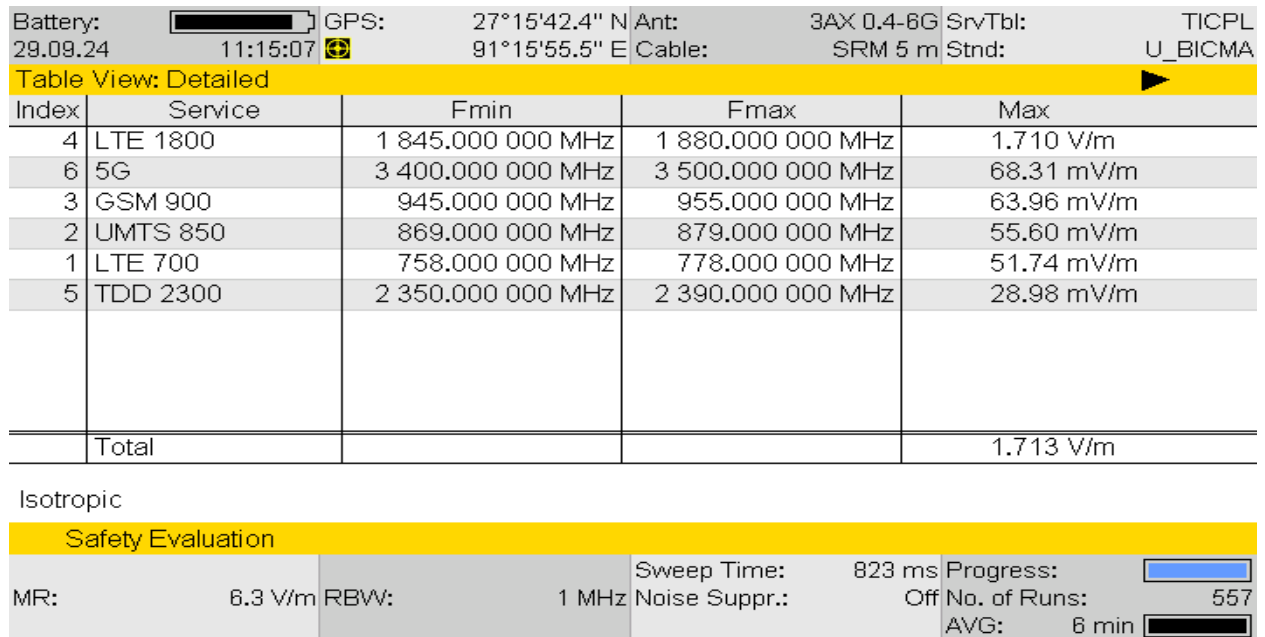 Battery: GPS: 27°15'42.4" N Ant: 3AX 0.4-6G SrvTbl: TICPL
29.09.24 11:15:07 91°15'55.5" E Cable: SRM 5 m Stnd: U_BICMA
Table View: Detailed
Index Service Fmin Fmax Max
4 LTE 1800 1 845.000 000 MHz 1 880.000 000 MHz 1.710 V/m
6 5G 3 400.000 000 MHz 3 500.000 000 MHz 68.31 mV/m
3 GSM 900 945.000 000 MHz 955.000 000 MHz 63.96 mV/m
2 UMTS 850 869.000 000 MHz 879.000 000 MHz 55.60 mV/m
1 LTE 700 758.000 000 MHz 778.000 000 MHz 51.74 mV/m
5 TDD 2300 2 350.000 000 MHz 2 390.000 000 MHz 28.98 mV/m
Total 1.713 V/m
Isotropic
Safety Evaluation
Sweep Time: 823 ms Progress:
MR: 6.3 V/m RBW: 1 MHz Noise Suppr.: Off No. of Runs: 557
AVG: 6 min